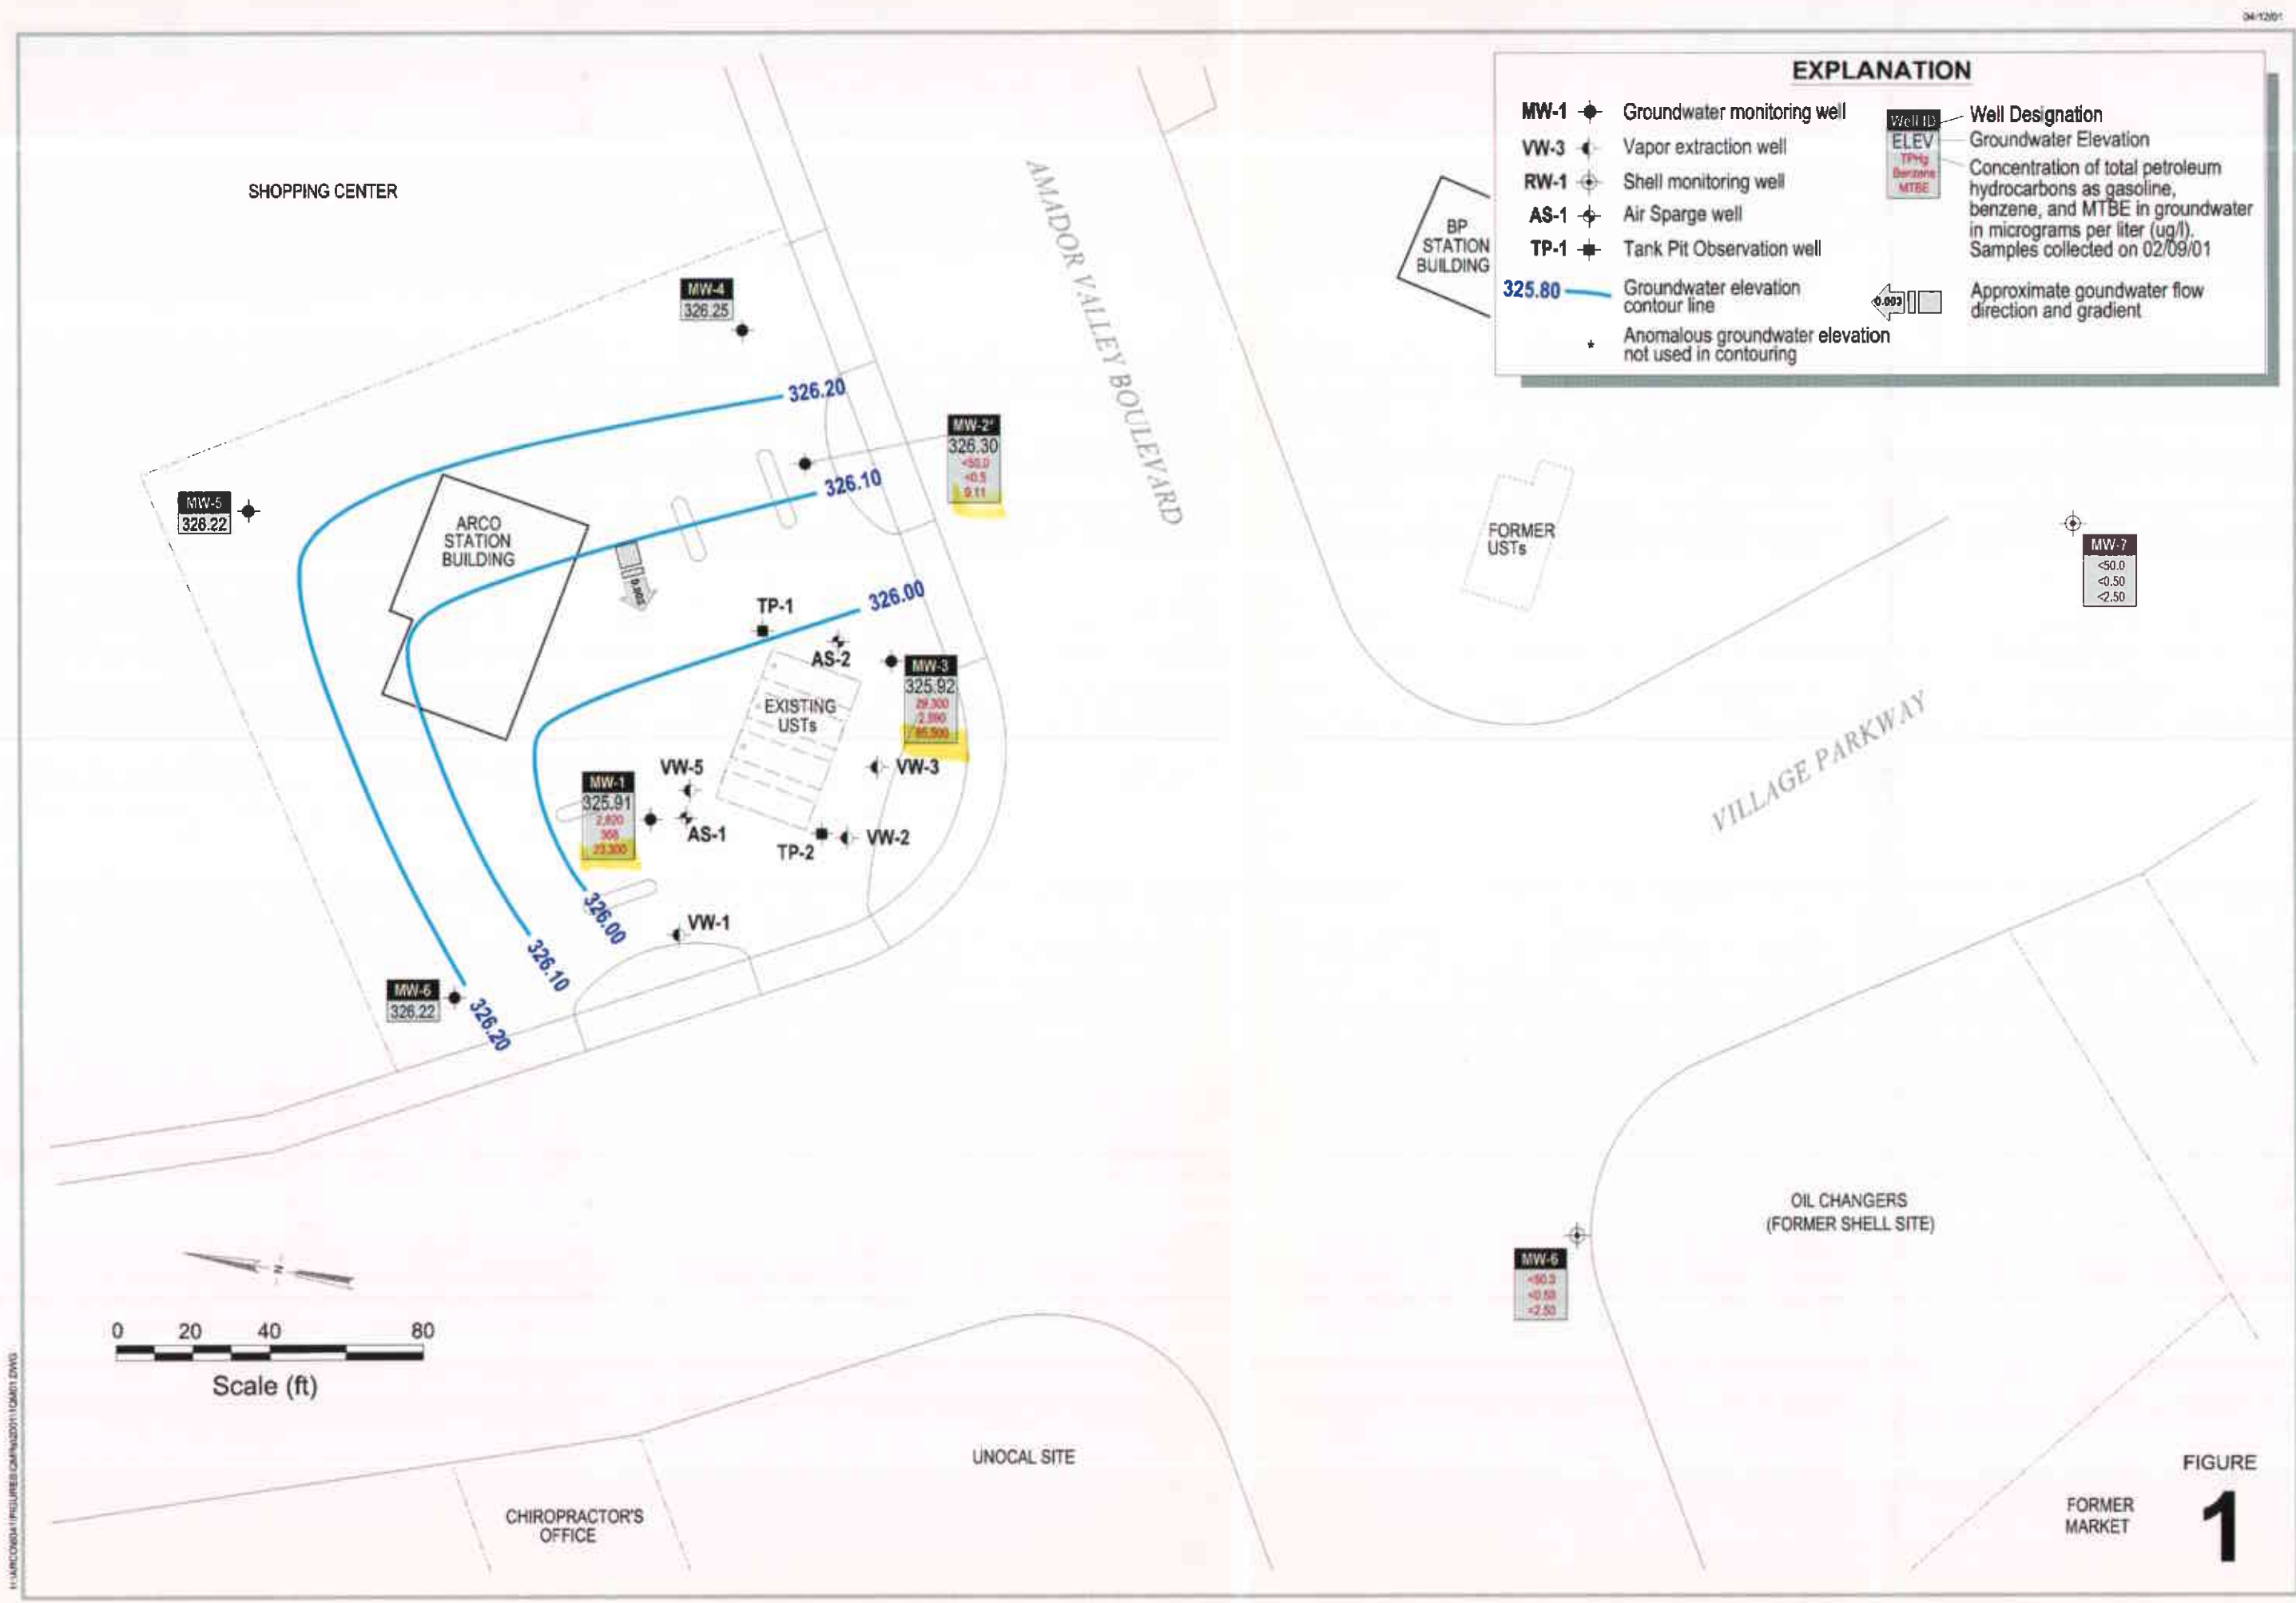 04/12/01
EXPLANATION
MW-1 Groundwater monitoring well
VW-3 Vapor extraction well
RW-1 Shell monitoring well
AS-1 Air Sparge well
TP-1 Tank Pit Observation well
325.80 Groundwater elevation
contour line
* Anomalous groundwater elevation
not used in contouring
Well ID
ELEV
TPHg
Benzene
MTBE
Well Designation
Groundwater Elevation
Concentration of total petroleum
hydrocarbons as gasoline,
benzene, and MTBE in groundwater
in micrograms per liter (ug/l).
Samples collected on 02/09/01
0.003
Approximate goundwater flow
direction and gradient
SHOPPING CENTER
AMADOR VALLEY BOULEVARD
BP
STATION
BUILDING
MW-4
326.25
326.20
MW-2*
326.30
<50.0
<0.5
9.11
326.10
MW-5
326.22
ARCO
STATION
BUILDING
FORMER
USTs
MW-7
<50.0
<0.50
<2.50
326.00
TP-1
AS-2
MW-3
325.92
29,300
85,500
EXISTING
USTs
VW-5
VW-3
MW-1
325.91
2,820
23,300
AS-1
TP-2
VW-2
VILLAGE PARKWAY
326.00
VW-1
326.10
MW-6
326.22
326.20
OIL CHANGERS
(FORMER SHELL SITE)
MW-6
<0.50
<2.50
N
0 20 40 80
Scale (ft)
UNOCAL SITE
CHIROPRACTOR'S
OFFICE
FORMER
MARKET
FIGURE
1